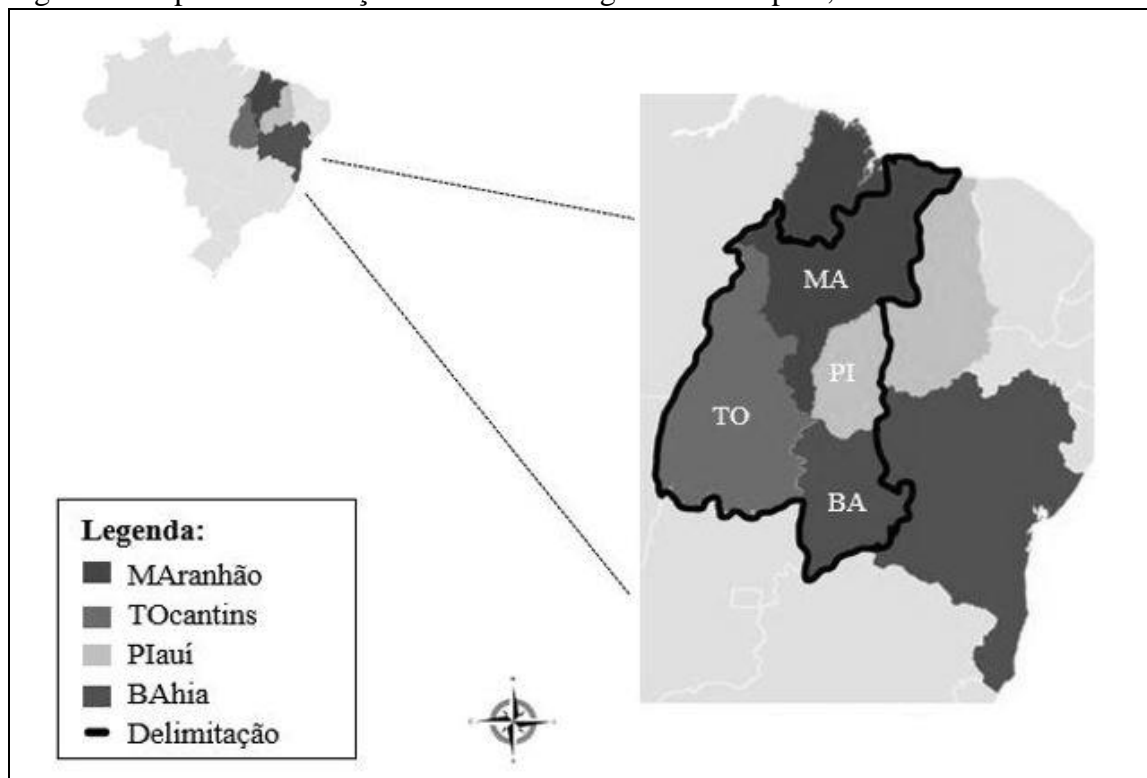 MA
PI
TO
BA
Legenda:
MAranhão
TOcantins
PIauí
BAhia
Delimitação